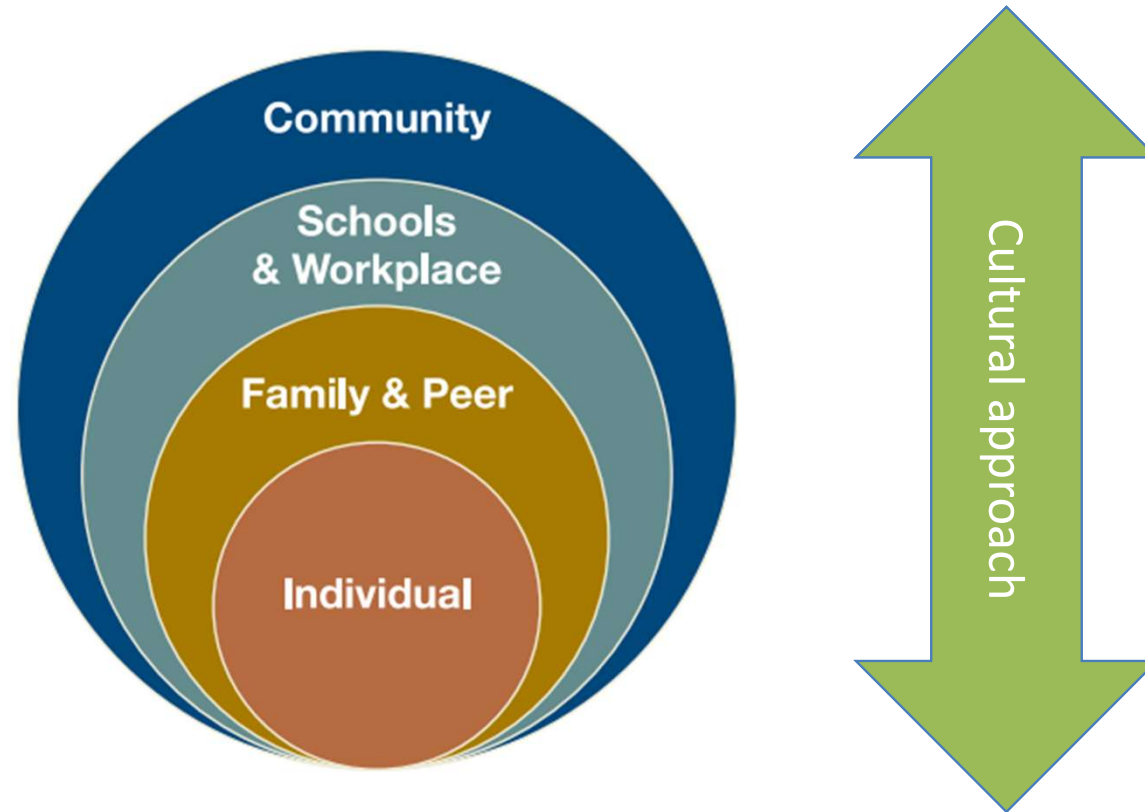 Community
Schools
& Workplace
Family & Peer
Individual
Cultural approach